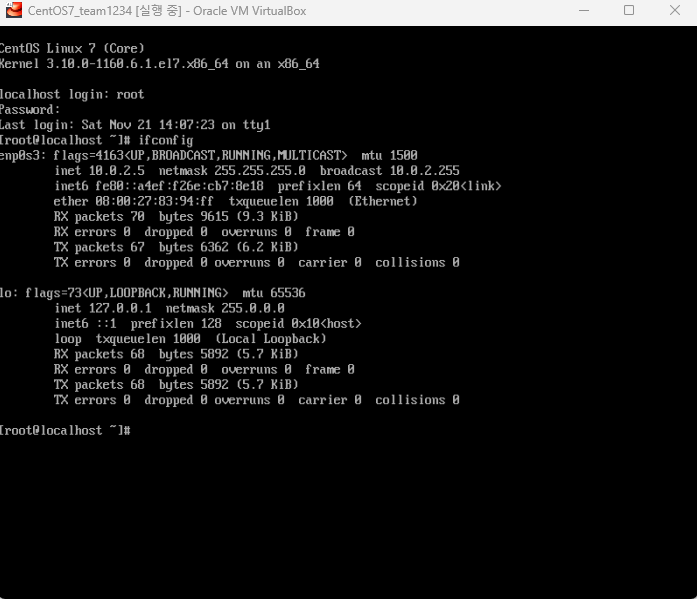 CentOS7_team1234 [실행 중] - Oracle VM VirtualBox
CentOS Linux 7 (Core)
Kernel 3.10.0-1160.6.1.el7.x86_64 on an x86_64
localhost login: root
Password:
Last login: Sat Nov 21 14:07:23 on tty1
[root@localhost ~]# ifconfig
enp0s3: flags=4163<UP,BROADCAST,RUNNING,MULTICAST>  mtu 1500
        inet 10.0.2.5  netmask 255.255.255.0  broadcast 10.0.2.255
        inet6 fe80::a4ef:f26e:cb7:8e18  prefixlen 64  scopeid 0x20<link>
        ether 08:00:27:83:94:ff  txqueuelen 1000  (Ethernet)
        RX packets 70  bytes 9615 (9.3 KiB)
        RX errors 0  dropped 0  overruns 0  frame 0
        TX packets 67  bytes 6362 (6.2 KiB)
        TX errors 0  dropped 0 overruns 0  carrier 0  collisions 0
lo: flags=73<UP,LOOPBACK,RUNNING>  mtu 65536
        inet 127.0.0.1  netmask 255.0.0.0
        inet6 ::1  prefixlen 128  scopeid 0x10<host>
        loop  txqueuelen 1000  (Local Loopback)
        RX packets 68  bytes 5892 (5.7 KiB)
        RX errors 0  dropped 0  overruns 0  frame 0
        TX packets 68  bytes 5892 (5.7 KiB)
        TX errors 0  dropped 0 overruns 0  carrier 0  collisions 0
[root@localhost ~]#